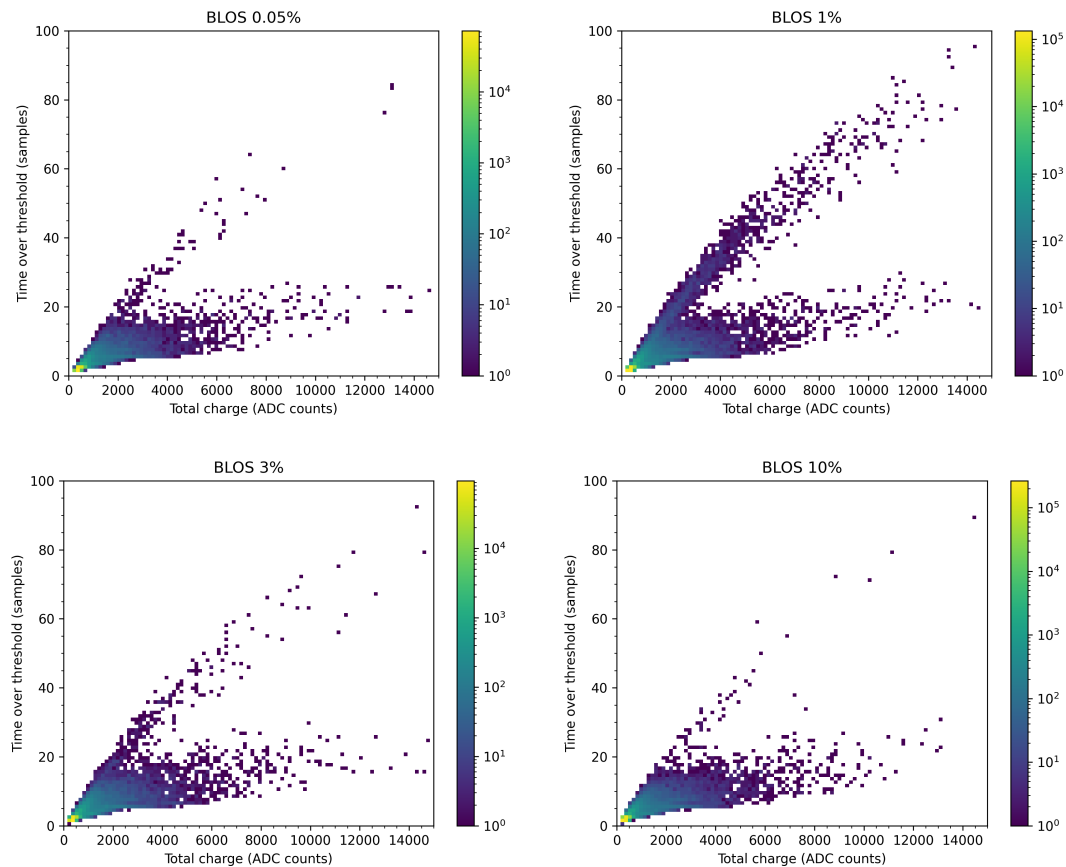 BLOS 0.05%
100
80
60
40
20
0
Time over threshold (samples)
0 2000 4000 6000 8000 10000 12000 14000
Total charge (ADC counts)
10^4
10^3
10^2
10^1
10^0
BLOS 1%
100
80
60
40
20
0
Time over threshold (samples)
0 2000 4000 6000 8000 10000 12000 14000
Total charge (ADC counts)
10^5
10^4
10^3
10^2
10^1
10^0
BLOS 3%
100
80
60
40
20
0
Time over threshold (samples)
0 2000 4000 6000 8000 10000 12000 14000
Total charge (ADC counts)
10^4
10^3
10^2
10^1
10^0
BLOS 10%
100
80
60
40
20
0
Time over threshold (samples)
0 2000 4000 6000 8000 10000 12000 14000
Total charge (ADC counts)
10^5
10^4
10^3
10^2
10^1
10^0